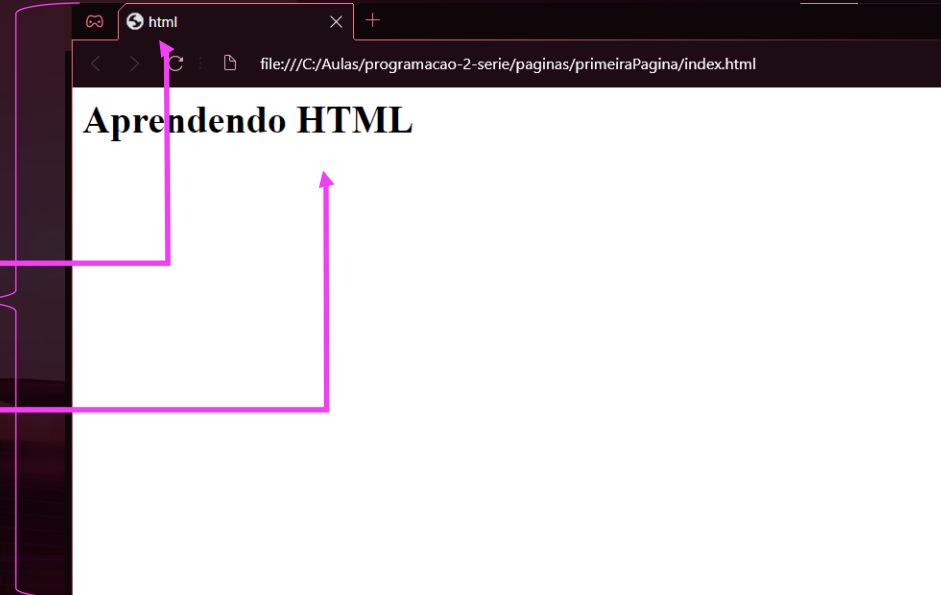 html
file:///C:/Aulas/programacao-2-serie/paginas/primeiraPagina/index.html
Aprendendo HTML